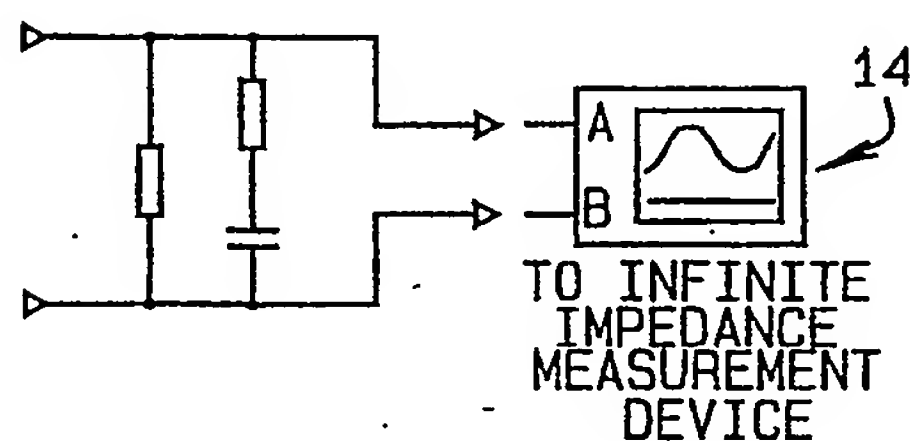 14
A
B
TO INFINITE
IMPEDANCE
MEASUREMENT
DEVICE